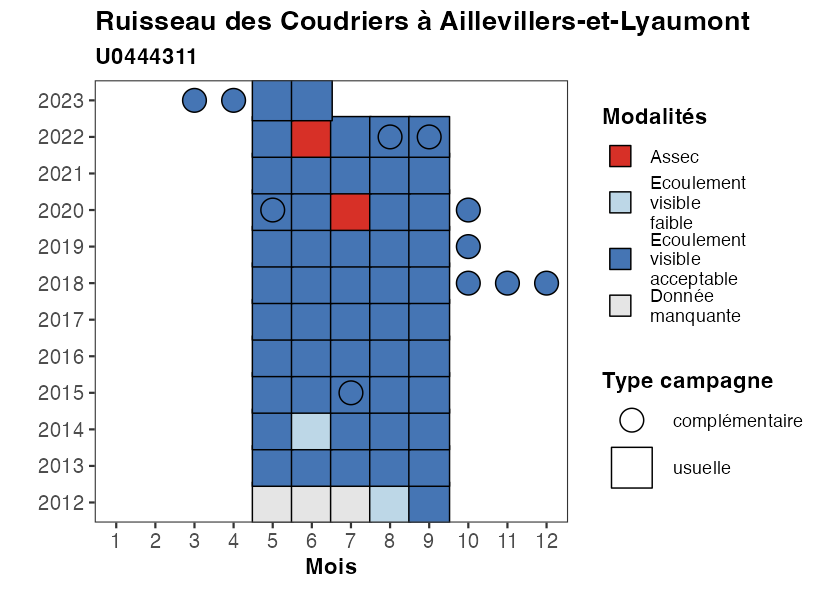 Ruisseau des Coudriers à Aillevillers-et-Lyaumont
U0444311
2023
2022
2021
2020
2019
2018
2017
2016
2015
2014
2013
2012
1 2 3 4 5 6 7 8 9 10 11 12
Mois
Modalités
Assec
Ecoulement
visible
faible
Ecoulement
visible
acceptable
Donnée
manquante
Type campagne
complémentaire
usuelle